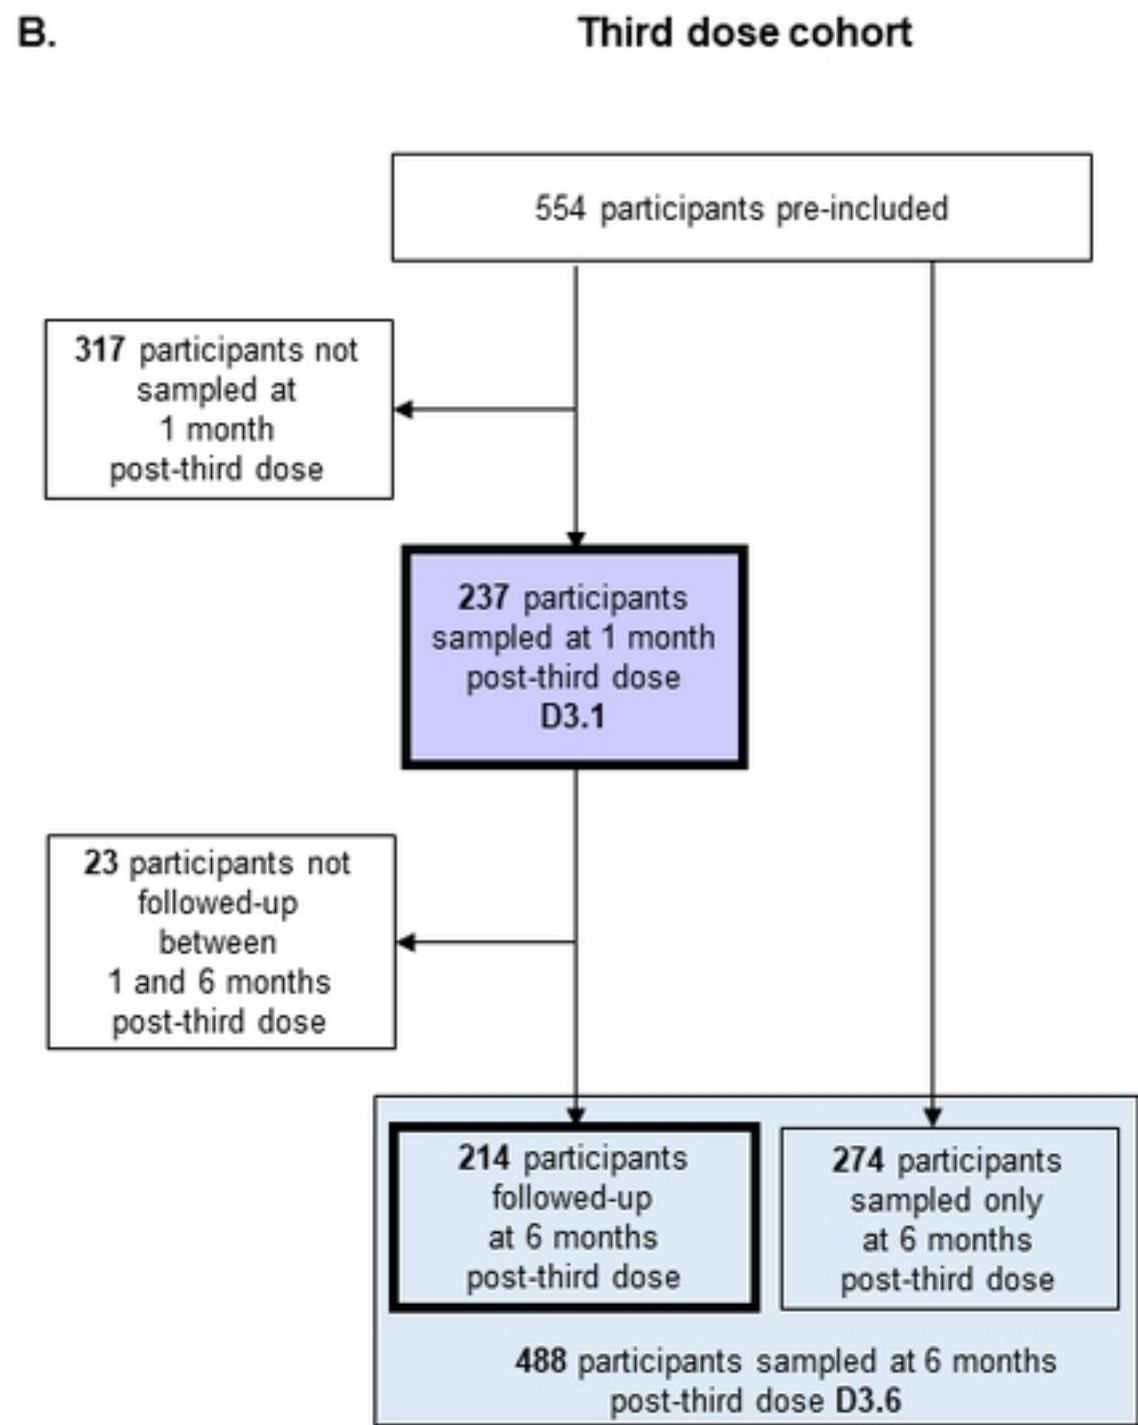 B.
Third dose cohort
554 participants pre-included
317 participants not
sampled at
1 month
post-third dose
237 participants
sampled at 1 month
post-third dose
D3.1
23 participants not
followed-up
between
1 and 6 months
post-third dose
214 participants
followed-up
at 6 months
post-third dose
274 participants
sampled only
at 6 months
post-third dose
488 participants sampled at 6 months
post-third dose D3.6